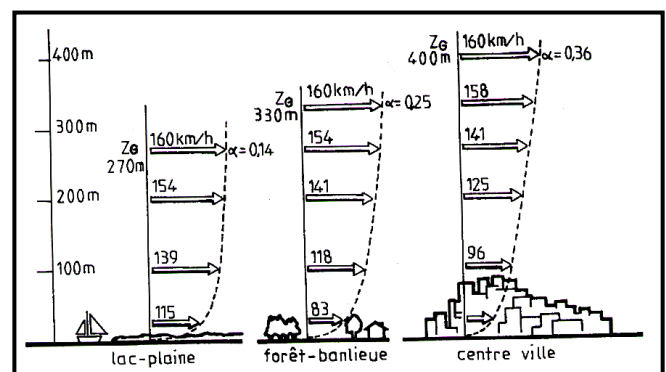 400m
300m
200m
100m
ZG
270m
160km/h
α=0,14
154
139
115
lac-plaine
ZG
330m
160km/h
α=0,25
154
141
118
83
forêt-banlieue
ZG
400m
160km/h
α=0,36
158
141
125
96
centre ville